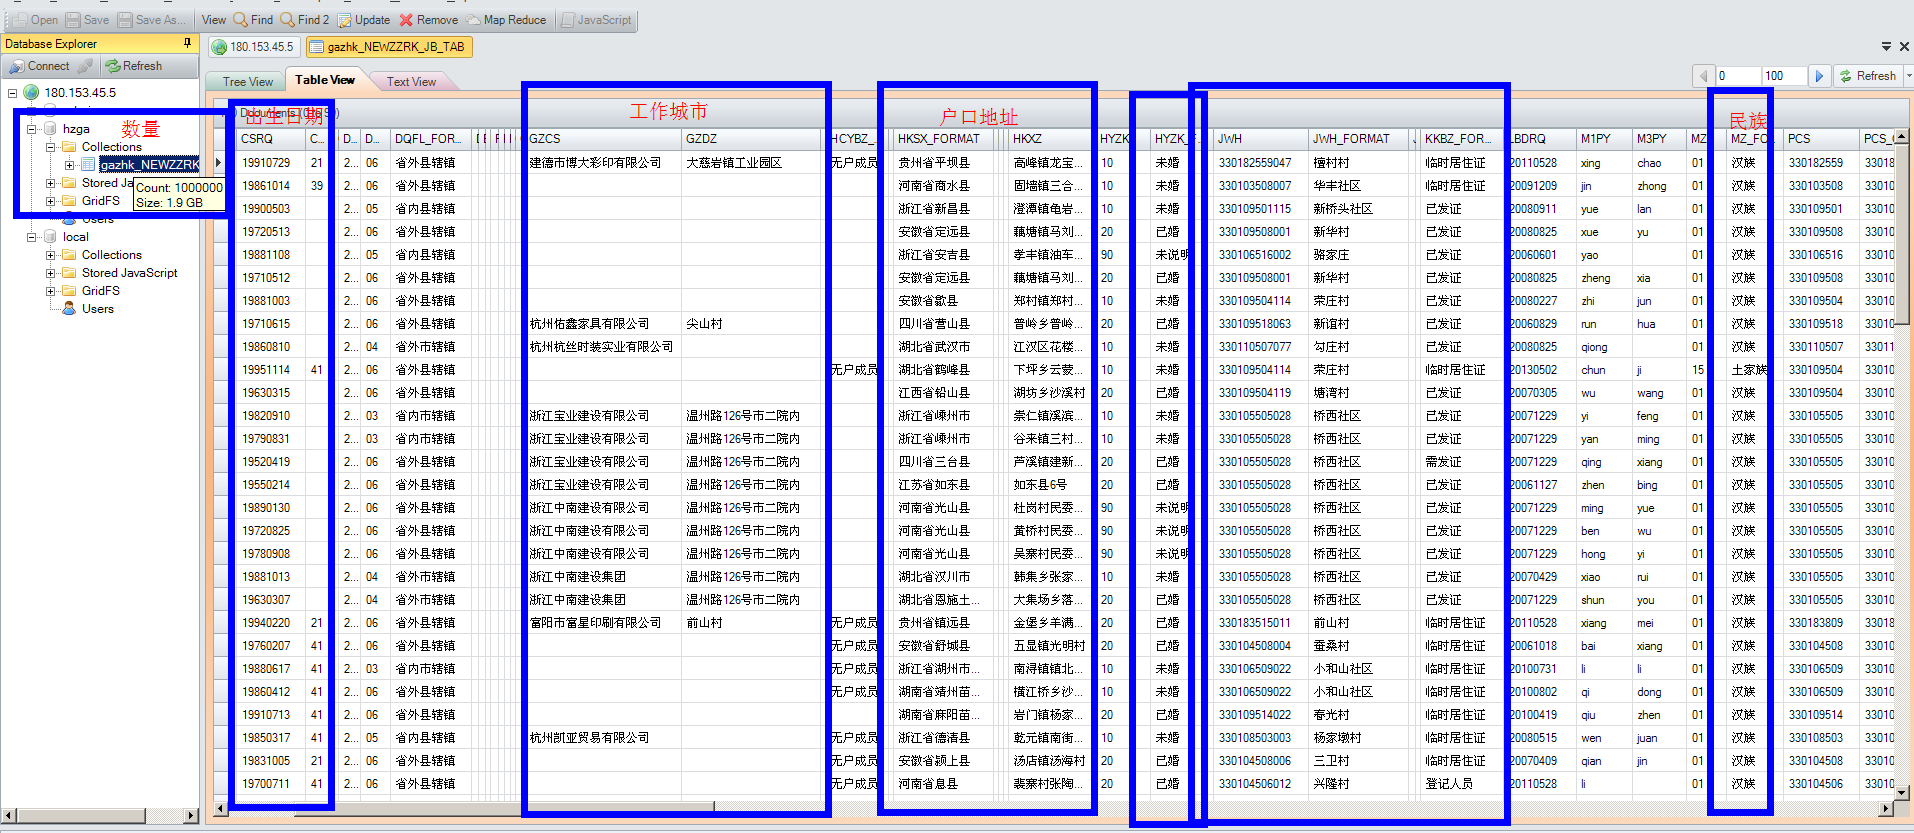 Open Save Save As... View Find Find 2 Update Remove Map Reduce JavaScript
Database Explorer
180.153.45.5 gazhk_NEWZZRK_JB_TAB
Connect Refresh
Tree View Table View Text View
0 100 Refresh
180.153.45.5
hzga
数量
Collections
gazhk_NEWZZRK
Stored Ja
Count: 1000000
Size: 1.9 GB
GridFS
Users
local
Collections
Stored JavaScript
GridFS
Users
出生日期
工作城市
户口地址
民族
Documents
CSRQ C... D... D... DQFL_FOR... GZCS GZDZ HCYBZ_... HKSX_FORMAT HKXZ HYZK HYZK_F... JWH JWH_FORMAT KKBZ_FOR... LBDRQ M1PY M3PY MZ MZ_FO... PCS PCS_
19910729 21 2... 06 省外县辖镇 建德市博大彩印有限公司 大慈岩镇工业园区 无户成员 贵州省平坝县 高峰镇龙宝... 10 未婚 330182559047 檀村村 临时居住证 20110528 xing chao 01 汉族 330182559 33018
19861014 39 2... 06 省外县辖镇 河南省商水县 固墙镇三合... 10 未婚 330103508007 华丰社区 临时居住证 20091209 jin zhong 01 汉族 330103508 33010
19900503 2... 05 省内县辖镇 浙江省新昌县 澄潭镇龟岩... 10 未婚 330109501115 新桥头社区 已发证 20080911 yue lan 01 汉族 330109501 33010
19720513 2... 06 省外县辖镇 安徽省定远县 藕塘镇马刘... 20 已婚 330109508001 新华村 已发证 20080825 xue yu 01 汉族 330109508 33010
19881108 2... 05 省内县辖镇 浙江省安吉县 孝丰镇油车... 90 未说明 330106516002 骆家庄 已发证 20060601 yao 01 汉族 330106516 33010
19710512 2... 06 省外县辖镇 安徽省定远县 藕塘镇马刘... 20 已婚 330109508001 新华村 已发证 20080825 zheng xia 01 汉族 330109508 33010
19881003 2... 06 省外县辖镇 安徽省歙县 郑村镇郑村... 10 未婚 330109504114 荣庄村 已发证 20080227 zhi jun 01 汉族 330109504 33010
19710615 2... 06 省外县辖镇 杭州佑鑫家具有限公司 尖山村 四川省营山县 普岭乡普岭... 20 已婚 330109518063 新谊村 已发证 20060829 run hua 01 汉族 330109518 33010
19860810 2... 04 省外市辖镇 杭州杭丝时装实业有限公司 湖北省武汉市 江汉区花楼... 10 未婚 330110507077 勾庄村 已发证 20080825 qiong 01 汉族 330110507 33011
19951114 41 2... 06 省外县辖镇 无户成员 湖北省鹤峰县 下坪乡云蒙... 10 未婚 330109504114 荣庄村 临时居住证 20130502 chun ji 15 土家族 330109504 33010
19630315 2... 06 省外县辖镇 江西省铅山县 湖坊乡沙溪村 20 已婚 330109504119 塘湾村 已发证 20070305 wu wang 01 汉族 330109504 33010
19820910 2... 03 省内市辖镇 浙江宝业建设有限公司 温州路126号市二院内 浙江省嵊州市 崇仁镇溪滨... 10 未婚 330105505028 桥西社区 已发证 20071229 yi feng 01 汉族 330105505 33010
19790831 2... 03 省内市辖镇 浙江宝业建设有限公司 温州路126号市二院内 浙江省嵊州市 谷来镇三村... 10 未婚 330105505028 桥西社区 已发证 20071229 yan ming 01 汉族 330105505 33010
19520419 2... 06 省外县辖镇 浙江宝业建设有限公司 温州路126号市二院内 四川省三台县 芦溪镇建新... 20 已婚 330105505028 桥西社区 需发证 20071229 qing xiang 01 汉族 330105505 33010
19550214 2... 06 省外县辖镇 浙江宝业建设有限公司 温州路126号市二院内 江苏省如东县 如东县6号 20 已婚 330105505028 桥西社区 已发证 20061127 zhen bing 01 汉族 330105505 33010
19890130 2... 06 省外县辖镇 浙江中南建设有限公司 温州路126号市二院内 河南省光山县 杜岗村民委... 90 未说明 330105505028 桥西社区 已发证 20071229 ming yue 01 汉族 330105505 33010
19720825 2... 06 省外县辖镇 浙江中南建设有限公司 温州路126号市二院内 河南省光山县 黄桥村民委... 90 未说明 330105505028 桥西社区 已发证 20071229 ben wu 01 汉族 330105505 33010
19780908 2... 06 省外县辖镇 浙江中南建设有限公司 温州路126号市二院内 河南省光山县 吴寨村民委... 90 未说明 330105505028 桥西社区 已发证 20071229 hong yi 01 汉族 330105505 33010
19881013 2... 04 省外市辖镇 浙江中南建设集团 温州路126号市二院内 湖北省汉川市 韩集乡张家... 10 未婚 330105505028 桥西社区 已发证 20070429 xiao rui 01 汉族 330105505 33010
19630307 2... 04 省外市辖镇 浙江中南建设集团 温州路126号市二院内 湖北省恩施土... 大集场乡落... 20 已婚 330105505028 桥西社区 已发证 20071229 shun you 01 汉族 330105505 33010
19940220 21 2... 06 省外县辖镇 富阳市富星印刷有限公司 前山村 无户成员 贵州省镇远县 金堡乡羊满... 20 已婚 330183515011 前山村 临时居住证 20110528 xiang mei 01 汉族 330183809 33018
19760207 41 2... 06 省外县辖镇 无户成员 安徽省舒城县 五显镇光明村 20 已婚 330104508004 蚕桑村 临时居住证 20061018 bai xiang 01 汉族 330104508 33010
19880617 41 2... 03 省内市辖镇 无户成员 浙江省湖州市... 南浔镇镇北... 10 未婚 330106509022 小和山社区 临时居住证 20100731 li li 01 汉族 330106509 33010
19860412 41 2... 06 省外县辖镇 无户成员 湖南省靖州苗... 横江桥乡沙... 10 未婚 330106509022 小和山社区 临时居住证 20100802 qi dong 01 汉族 330106509 33010
19910713 41 2... 06 省外县辖镇 无户成员 湖南省麻阳苗... 岩门镇杨家... 20 已婚 330109514022 春光村 临时居住证 20100419 qiu zhen 01 汉族 330109514 33010
19850317 41 2... 05 省内县辖镇 杭州凯亚贸易有限公司 无户成员 浙江省德清县 乾元镇南街... 20 已婚 330108503003 杨家墩村 临时居住证 20080515 wen juan 01 汉族 330108503 33010
19831005 21 2... 06 省外县辖镇 无户成员 安徽省颍上县 汤店镇汤海村 20 已婚 330104508006 三卫村 临时居住证 20070409 qian jin 01 汉族 330104508 33010
19700711 41 2... 06 省外县辖镇 无户成员 河南省息县 裴寨村张陶... 20 已婚 330104506012 兴隆村 登记人员 20110528 li 01 汉族 330104506 33010